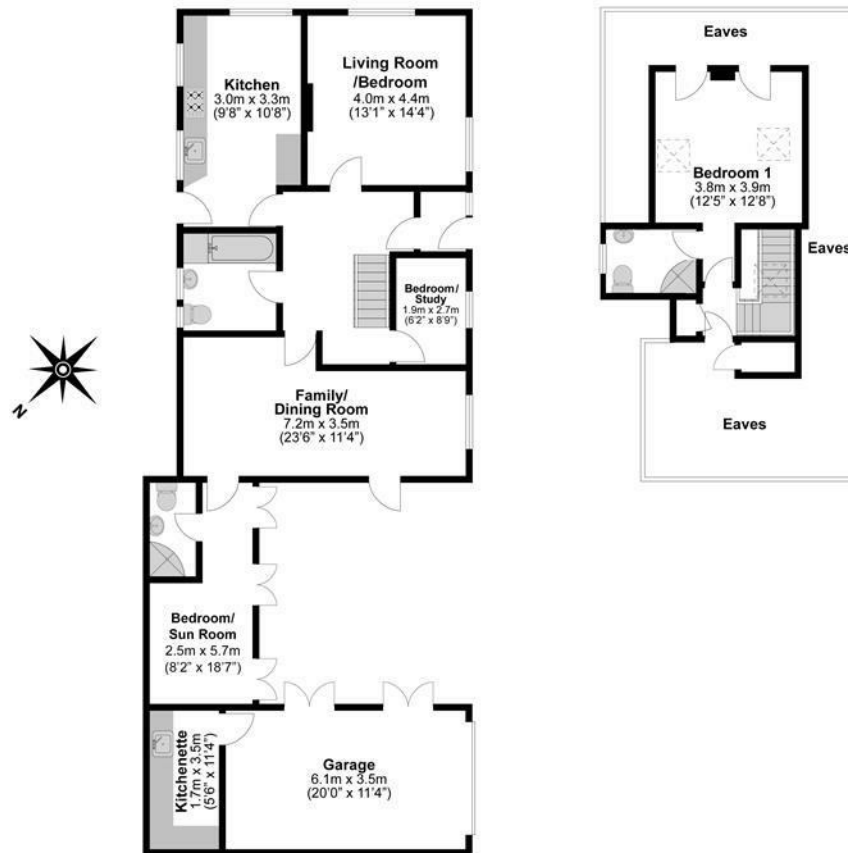 Kitchen
3.0m x 3.3m
(9'8" x 10'8")
Living Room
/Bedroom
4.0m x 4.4m
(13'1" x 14'4")
Bedroom/
Study
1.9m x 2.7m
(6'2" x 8'9")
Family/
Dining Room
7.2m x 3.5m
(23'6" x 11'4")
N
Bedroom/
Sun Room
2.5m x 5.7m
(8'2" x 18'7")
Kitchenette
1.7m x 3.5m
(5'6" x 11'4")
Garage
6.1m x 3.5m
(20'0" x 11'4")
Eaves
Bedroom 1
3.8m x 3.9m
(12'5" x 12'8")
Eaves
Eaves